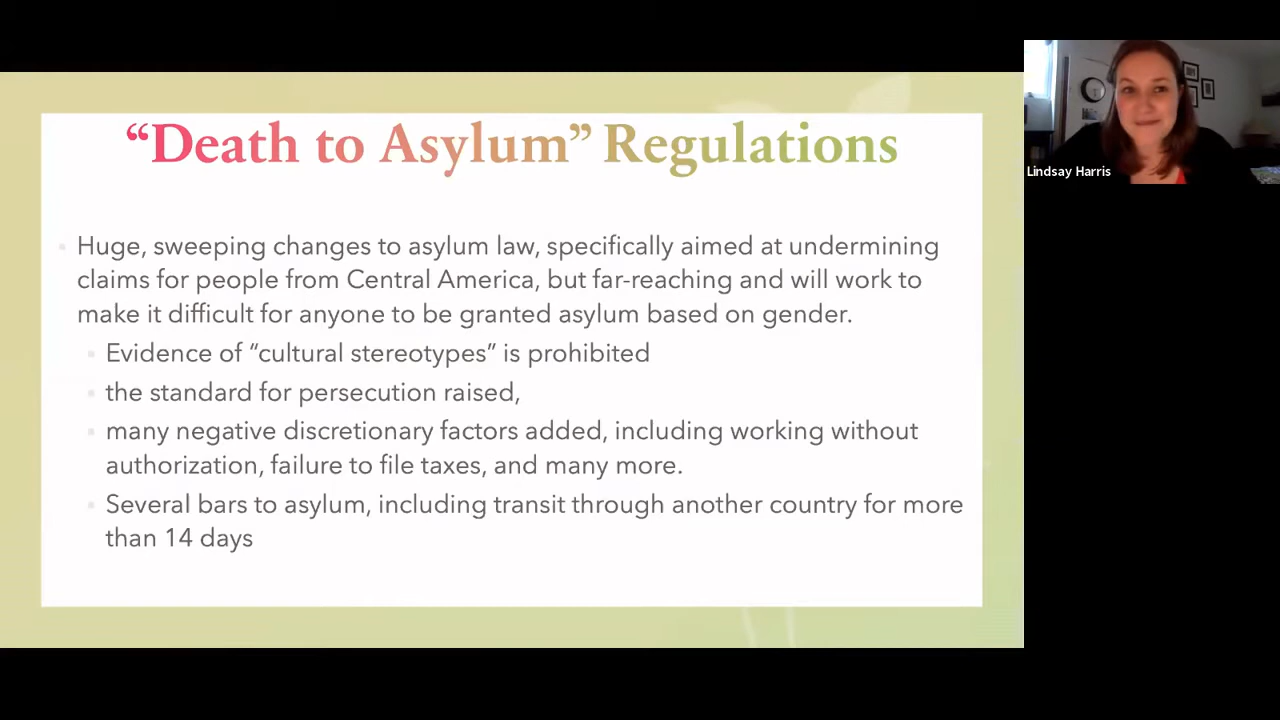 “Death to Asylum” Regulations
Huge, sweeping changes to asylum law, specifically aimed at undermining
claims for people from Central America, but far-reaching and will work to
make it difficult for anyone to be granted asylum based on gender.
Evidence of “cultural stereotypes” is prohibited
the standard for persecution raised,
many negative discretionary factors added, including working without
authorization, failure to file taxes, and many more.
Several bars to asylum, including transit through another country for more
than 14 days
Lindsay Harris